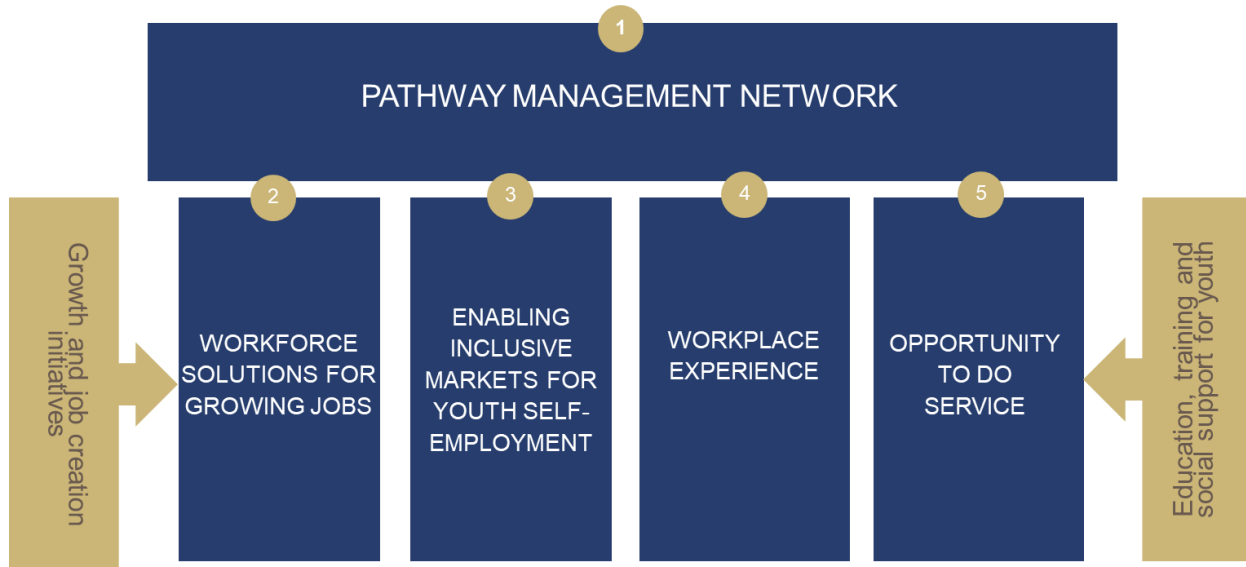 1
PATHWAY MANAGEMENT NETWORK
2
3
4
5
Growth and job creation
initiatives
WORKFORCE
SOLUTIONS FOR
GROWING JOBS
ENABLING
INCLUSIVE
MARKETS FOR
YOUTH SELF-
EMPLOYMENT
WORKPLACE
EXPERIENCE
OPPORTUNITY
TO DO
SERVICE
Education, training and
social support for youth